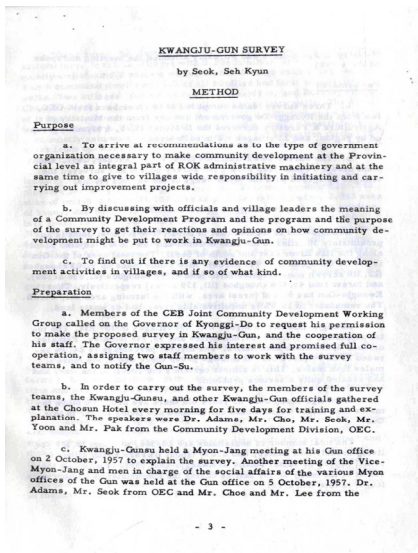 KWANGJU-GUN SURVEY
by Seok, Seh Kyun
METHOD
Purpose
a. To arrive at recommendations as to the type of government
organization necessary to make community development at the Provin-
cial level an integral part of ROK administrative machinery and at the
same time to give to villages wide responsibility in initiating and car-
rying out improvement projects.
b. By discussing with officials and village leaders the meaning
of a Community Development Program and the program and the purpose
of the survey to get their reactions and opinions on how community de-
velopment might be put to work in Kwangju-Gun.
c. To find out if there is any evidence of community develop-
ment activities in villages, and if so of what kind.
Preparation
a. Members of the CEB Joint Community Development Working
Group called on the Governor of Kyonggi-Do to request his permission
to make the proposed survey in Kwangju-Gun, and the cooperation of
his staff. The Governor expressed his interest and promised full co-
operation, assigning two staff members to work with the survey
teams, and to notify the Gun-Su.
b. In order to carry out the survey, the members of the survey
teams, the Kwangju-Gunsu, and other Kwangju-Gun officials gathered
at the Chosun Hotel every morning for five days for training and ex-
planation. The speakers were Dr. Adams, Mr. Cho, Mr. Seok, Mr.
Yoon and Mr. Pak from the Community Development Division, OEC.
c. Kwangju-Gunsu held a Myon-Jang meeting at his Gun office
on 2 October, 1957 to explain the survey. Another meeting of the Vice-
Myon-Jang and men in charge of the social affairs of the various Myon
offices of the Gun was held at the Gun office on 5 October, 1957. Dr.
Adams, Mr. Seok from OEC and Mr. Choe and Mr. Lee from the
- 3 -